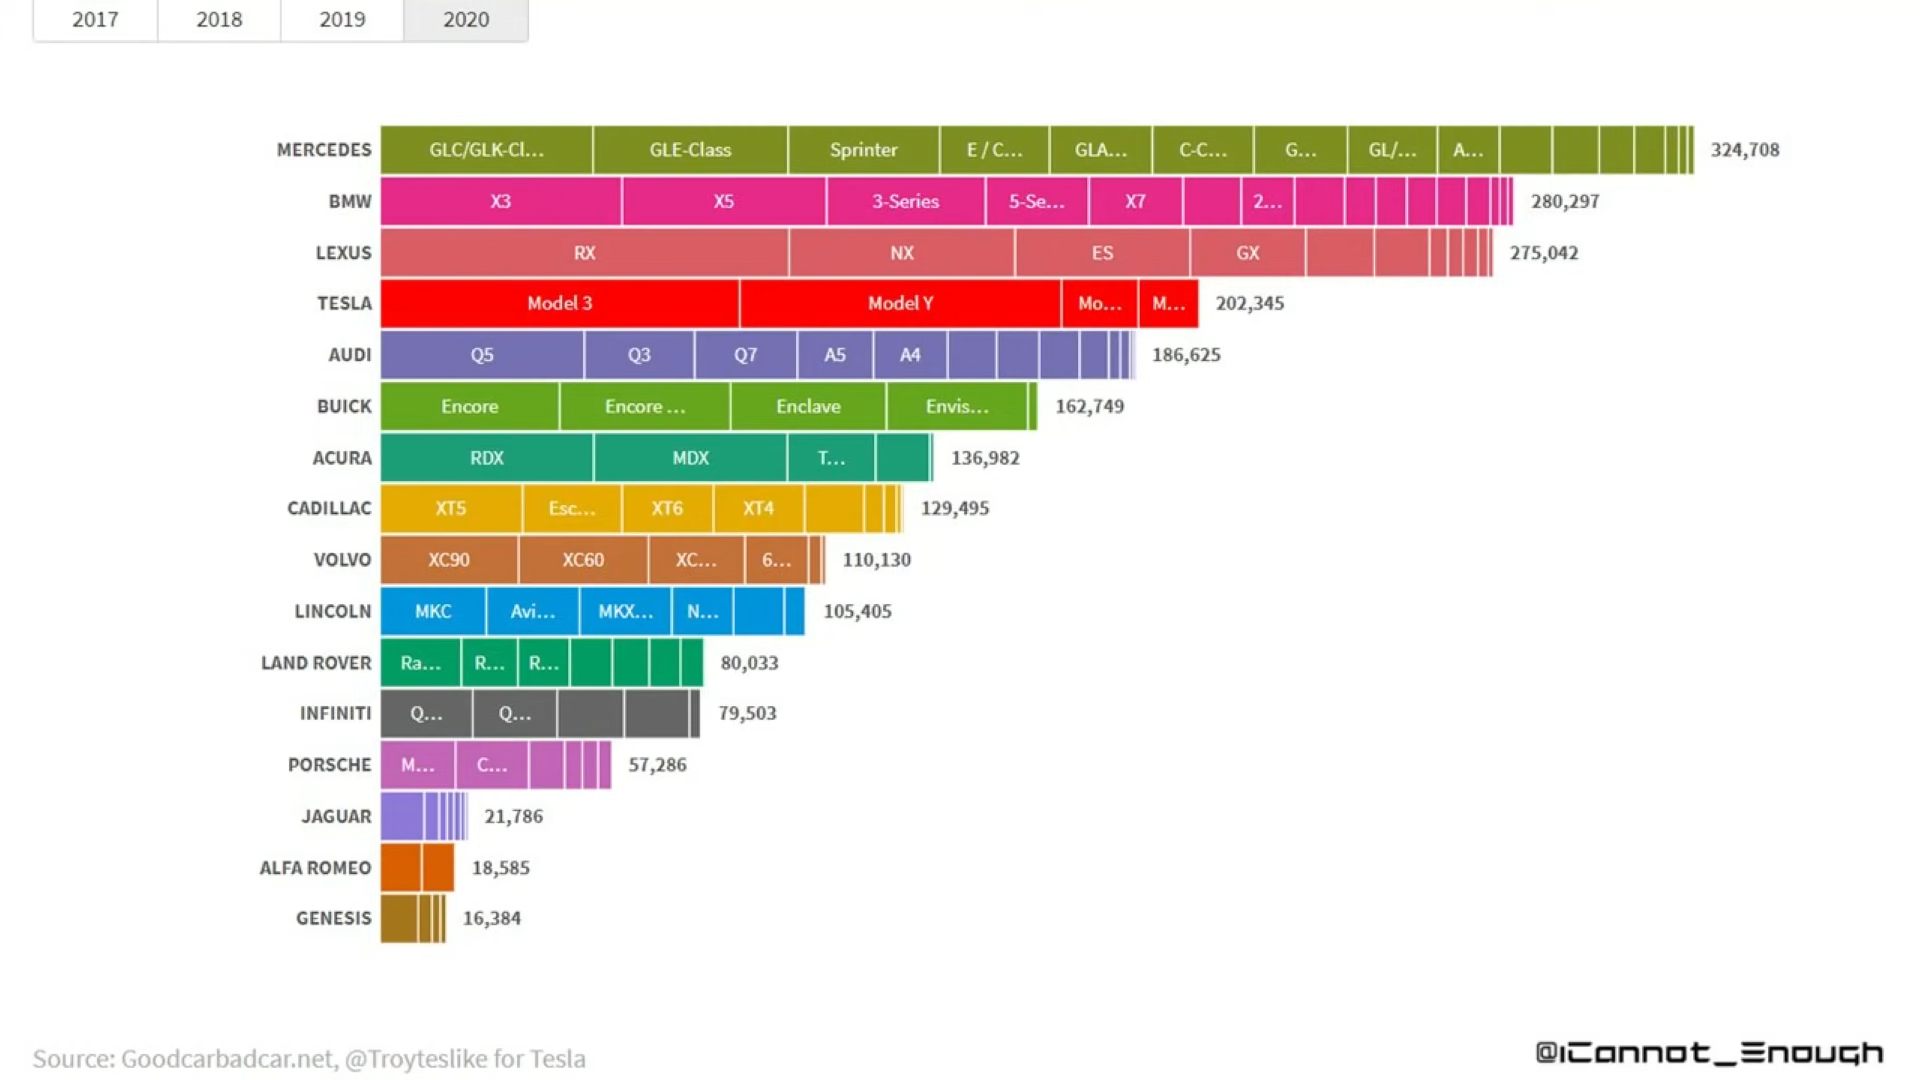 2017 2018 2019 2020
MERCEDES GLC/GLK-Cl... GLE-Class Sprinter E / C... GLA... C-C... G... GL/... A... 324,708
BMW X3 X5 3-Series 5-Se... X7 2... 280,297
LEXUS RX NX ES GX 275,042
TESLA Model 3 Model Y Mo... M... 202,345
AUDI Q5 Q3 Q7 A5 A4 186,625
BUICK Encore Encore ... Enclave Envis... 162,749
ACURA RDX MDX T... 136,982
CADILLAC XT5 Esc... XT6 XT4 129,495
VOLVO XC90 XC60 XC... 6... 110,130
LINCOLN MKC Avi... MKX... N... 105,405
LAND ROVER Ra... R... R... 80,033
INFINITI Q... Q... 79,503
PORSCHE M... C... 57,286
JAGUAR 21,786
ALFA ROMEO 18,585
GENESIS 16,384
Source: Goodcarbadcar.net, @Troyteslike for Tesla
@iCannot_Enough